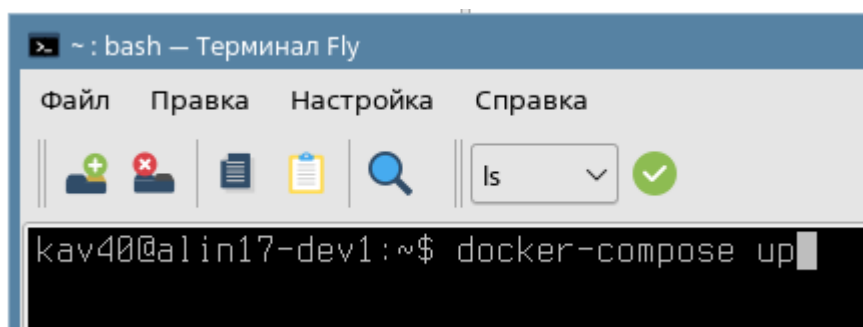 ~ : bash — Терминал Fly
Файл Правка Настройка Справка
ls
kav40@alin17-dev1:~$ docker-compose up